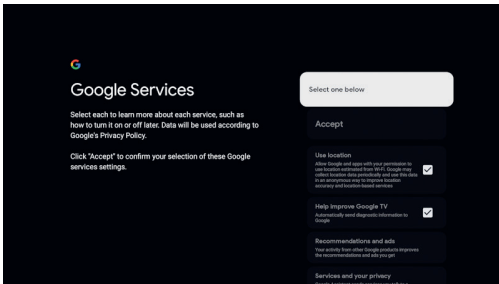 Google Services
Select each to learn more about each service, such as
how to turn it on or off later. Data will be used according to
Google's Privacy Policy.
Click "Accept" to confirm your selection of these Google
services settings.
Select one below
Accept
Use location
Allow Google and apps with your permission to
use location estimated from Wi-Fi. Google may
collect location data periodically and use this data
in an anonymous way to improve location
accuracy and location-based services
Help improve Google TV
Automatically send diagnostic information to
Google
Recommendations and ads
Your activity from other Google products improves
the recommendations and ads you get
Services and your privacy